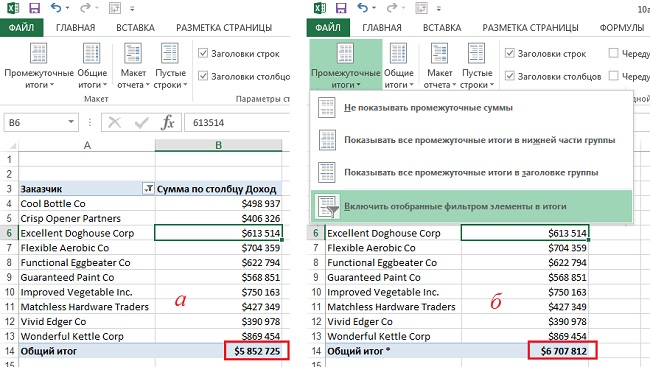 ФАЙЛ ГЛАВНАЯ ВСТАВКА РАЗМЕТКА СТРАНИЦЫ
Промежуточные итоги Общие итоги Макет отчета Пустые строки
Заголовки строк
Заголовки столбцо
Макет Параметры ст
B6 fx 613514
A B
1
2
3 Заказчик Сумма по столбцу Доход
4 Cool Bottle Co $498 937
5 Crisp Opener Partners $406 326
6 Excellent Doghouse Corp $613 514
7 Flexible Aerobic Co $704 359
8 Functional Eggbeater Co $622 794
9 Guaranteed Paint Co $568 851
10 Improved Vegetable Inc. $750 163
11 Matchless Hardware Traders $427 349
12 Vivid Edger Co $390 978
13 Wonderful Kettle Corp $869 454
14 Общий итог $5 852 725
а
10а
ФАЙЛ ГЛАВНАЯ ВСТАВКА РАЗМЕТКА СТРАНИЦЫ ФОРМУЛЫ
Промежуточные итоги Общие итоги Макет отчета Пустые строки
Заголовки строк Череду
Заголовки столбцов Череду
дной
Не показывать промежуточные суммы
Показывать все промежуточные итоги в нижней части группы
Показывать все промежуточные итоги в заголовке группы
Включить отобранные фильтром элементы в итоги
6 Excellent Doghouse Corp $613 514
7 Flexible Aerobic Co $704 359
8 Functional Eggbeater Co $622 794
9 Guaranteed Paint Co $568 851
10 Improved Vegetable Inc. $750 163
11 Matchless Hardware Traders $427 349
12 Vivid Edger Co $390 978
13 Wonderful Kettle Corp $869 454
14 Общий итог * $6 707 812
б